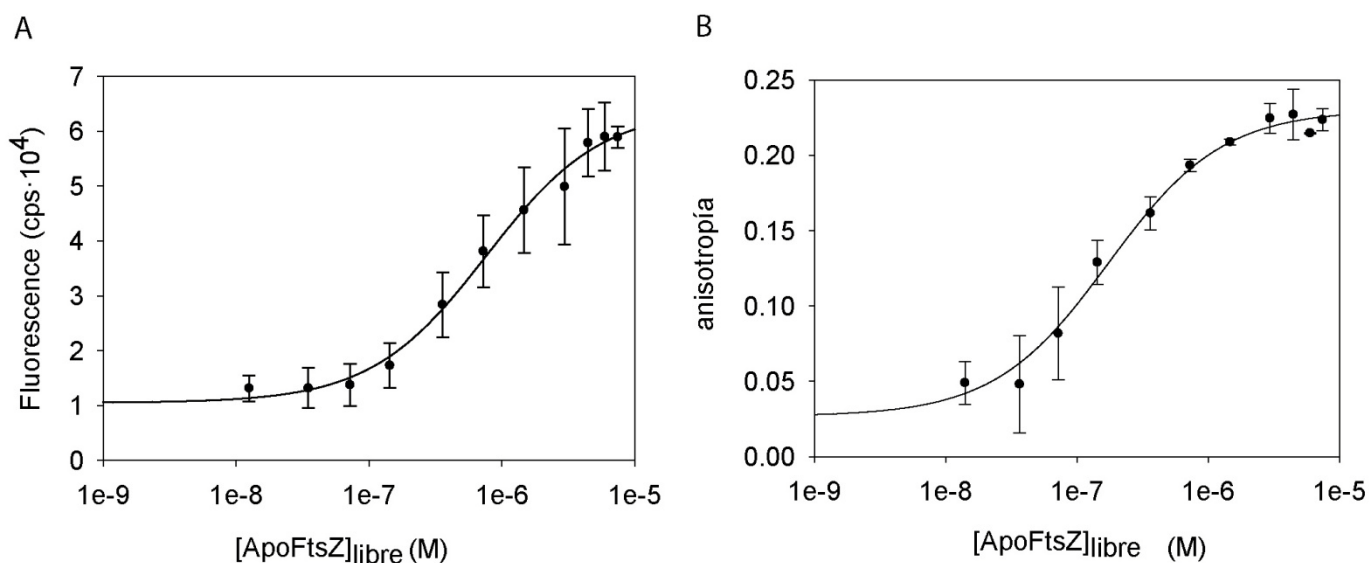 A
Fluorescence (cps·10⁴)
7
6
5
4
3
2
1
0
1e-9 1e-8 1e-7 1e-6 1e-5
[ApoFtsZ]libre (M)
B
anisotropía
0.25
0.20
0.15
0.10
0.05
0.00
1e-9 1e-8 1e-7 1e-6 1e-5
[ApoFtsZ]libre (M)